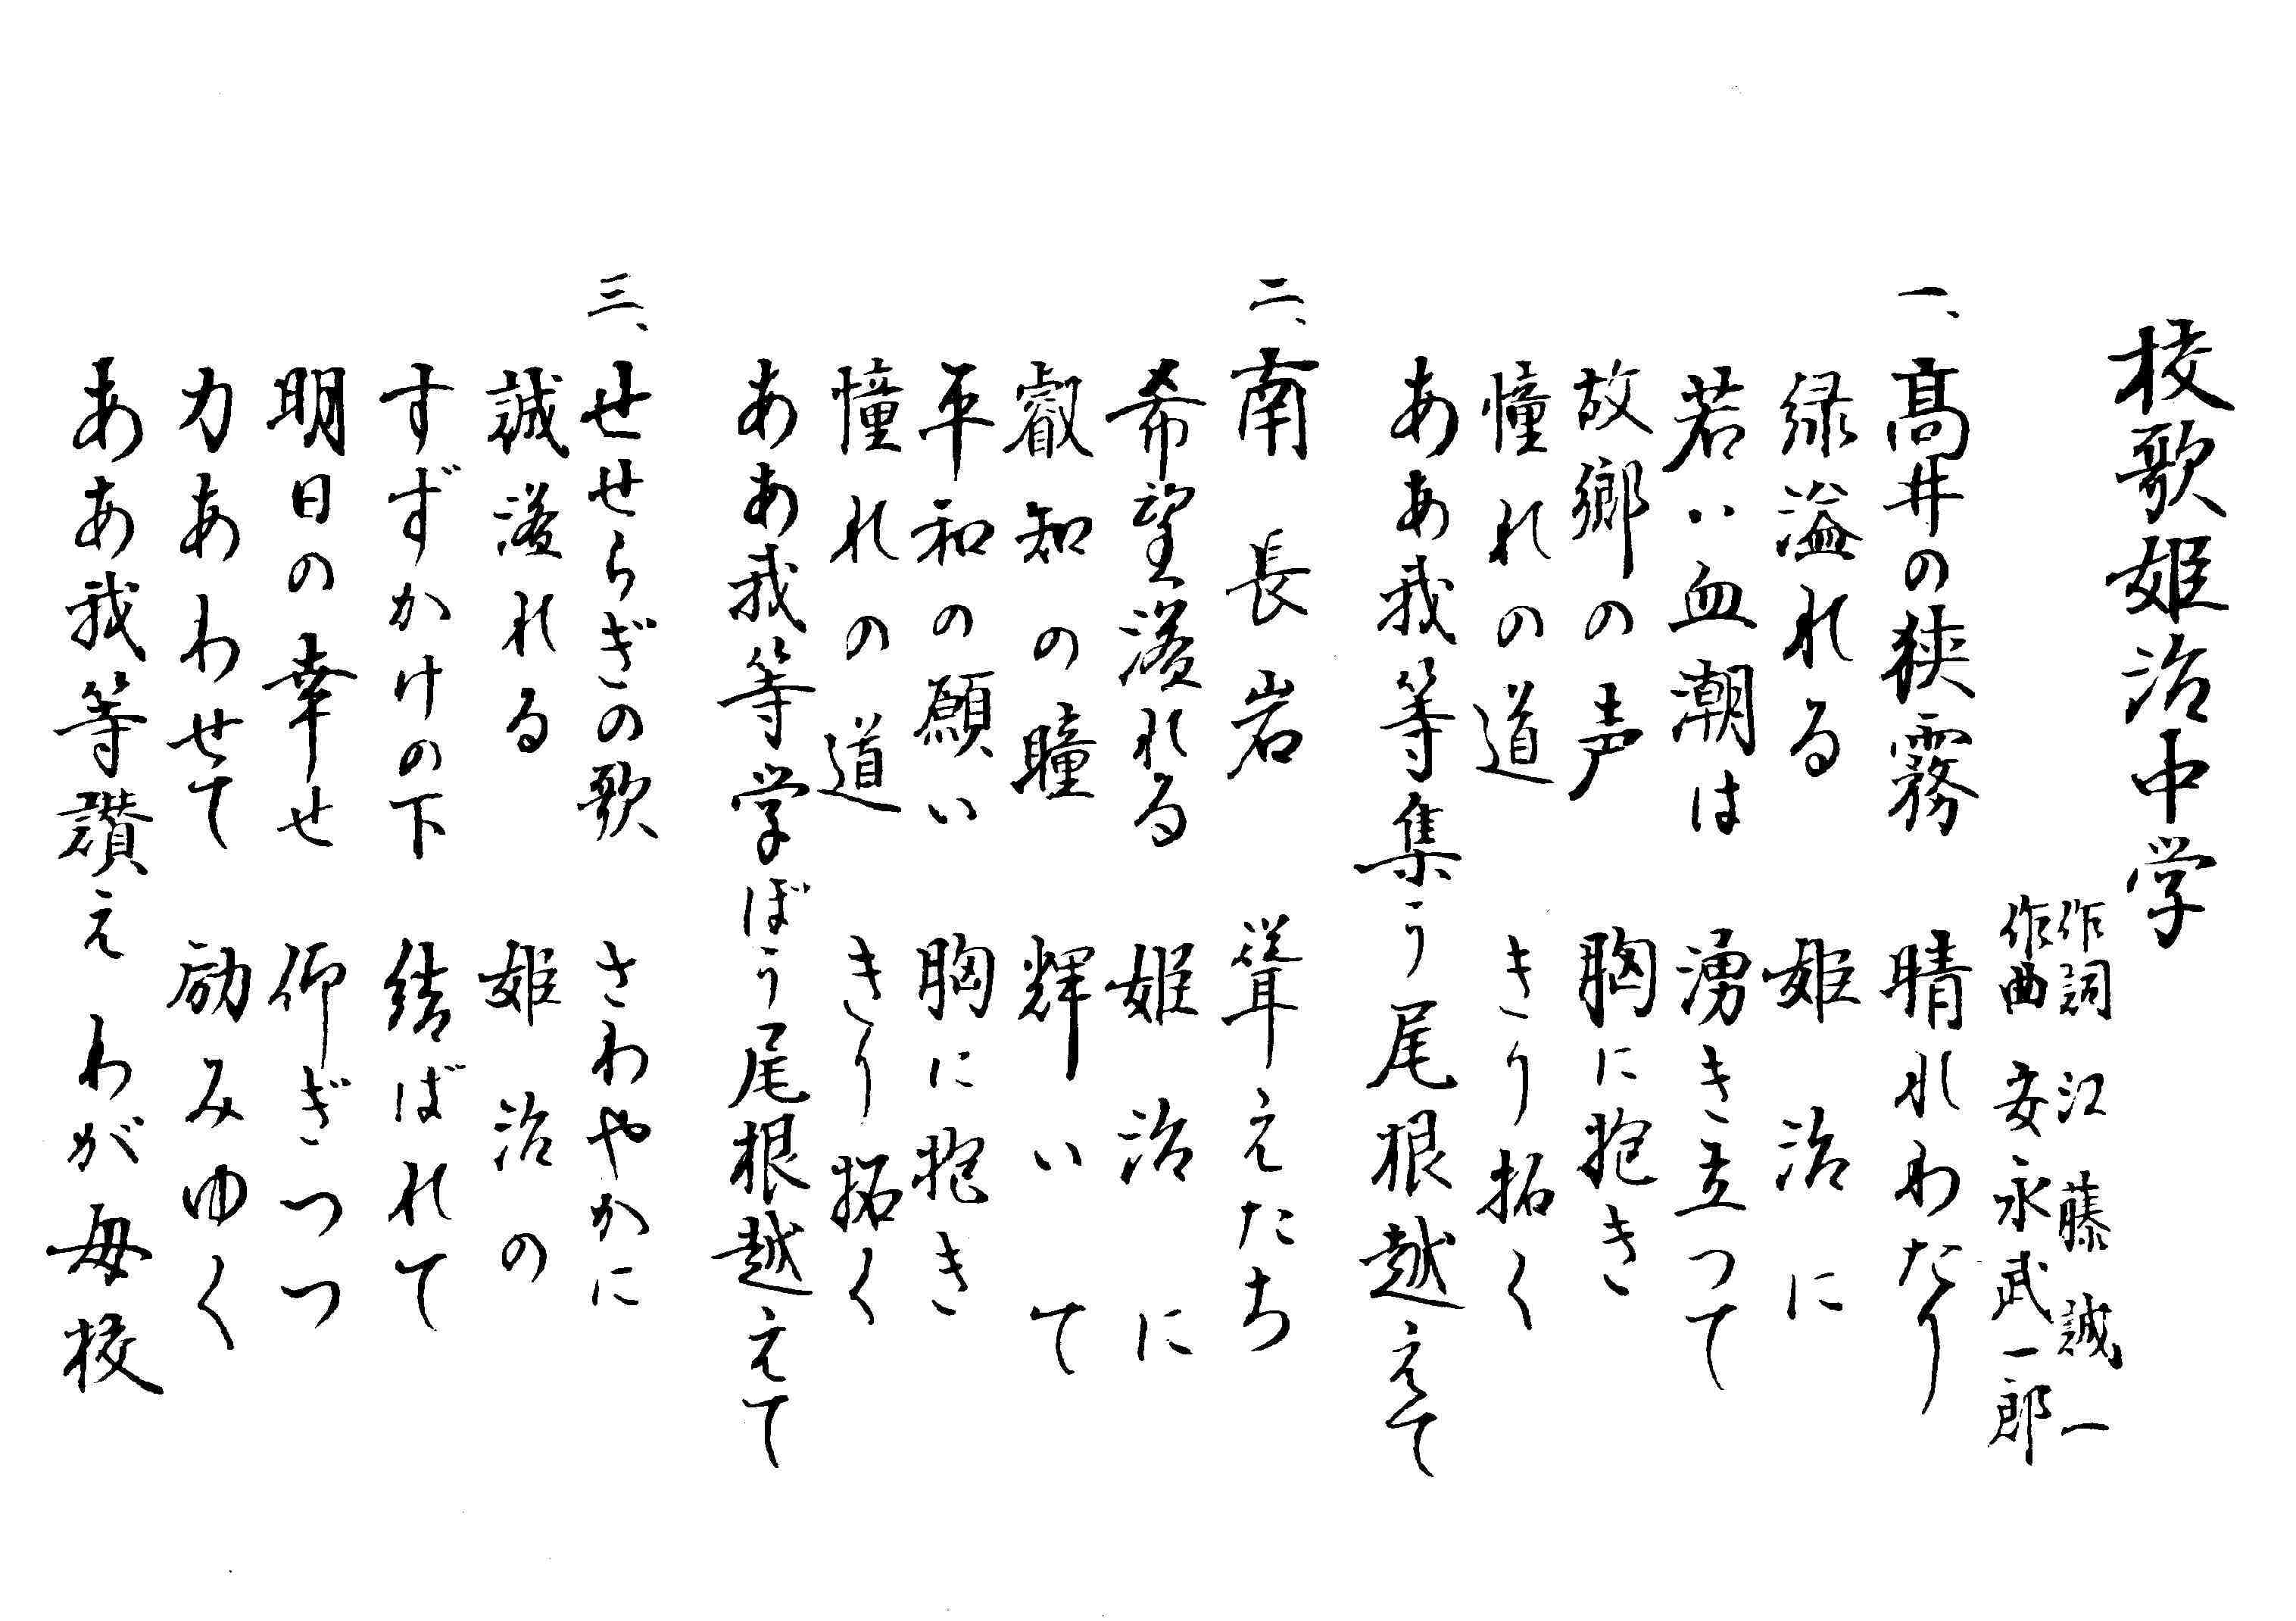 校歌姫治中学
作詞 江藤誠一
作曲 安永武一郎
一、高井の狭霧 晴れわたり
緑溢れる 姫治に
若い血潮は 湧き立って
故郷の声 胸に抱き
憧れの道 きり拓く
ああ我等集う尾根越えて
二、南長岩 聳えたち
希望溢れる 姫治に
叡知の瞳 輝いて
平和の願い 胸に抱き
憧れの道 きり拓く
ああ我等学ぼう尾根越えて
三、せせらぎの歌 さわやかに
誠溢れる 姫治の
すずかけの下 結ばれて
明日の幸せ 仰ぎつつ
力あわせて 励みゆく
ああ我等讃え わが母校